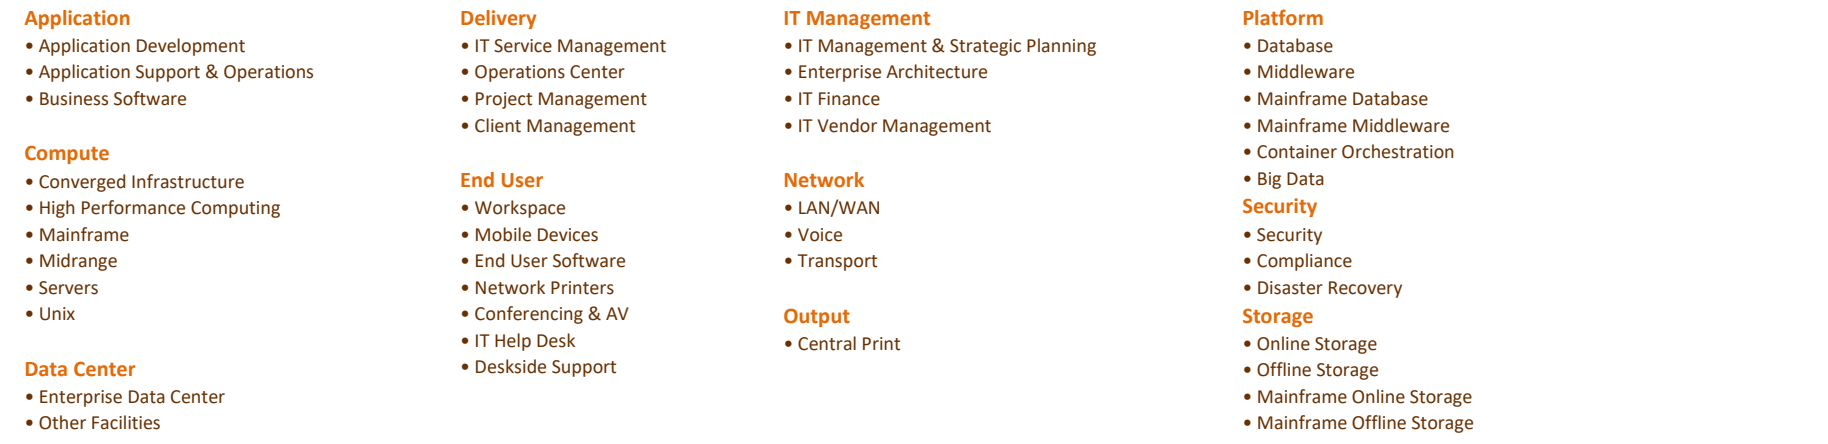 Application
• Application Development
• Application Support & Operations
• Business Software
Compute
• Converged Infrastructure
• High Performance Computing
• Mainframe
• Midrange
• Servers
• Unix
Data Center
• Enterprise Data Center
• Other Facilities
Delivery
• IT Service Management
• Operations Center
• Project Management
• Client Management
End User
• Workspace
• Mobile Devices
• End User Software
• Network Printers
• Conferencing & AV
• IT Help Desk
• Deskside Support
IT Management
• IT Management & Strategic Planning
• Enterprise Architecture
• IT Finance
• IT Vendor Management
Network
• LAN/WAN
• Voice
• Transport
Output
• Central Print
Platform
• Database
• Middleware
• Mainframe Database
• Mainframe Middleware
• Container Orchestration
• Big Data
Security
• Security
• Compliance
• Disaster Recovery
Storage
• Online Storage
• Offline Storage
• Mainframe Online Storage
• Mainframe Offline Storage